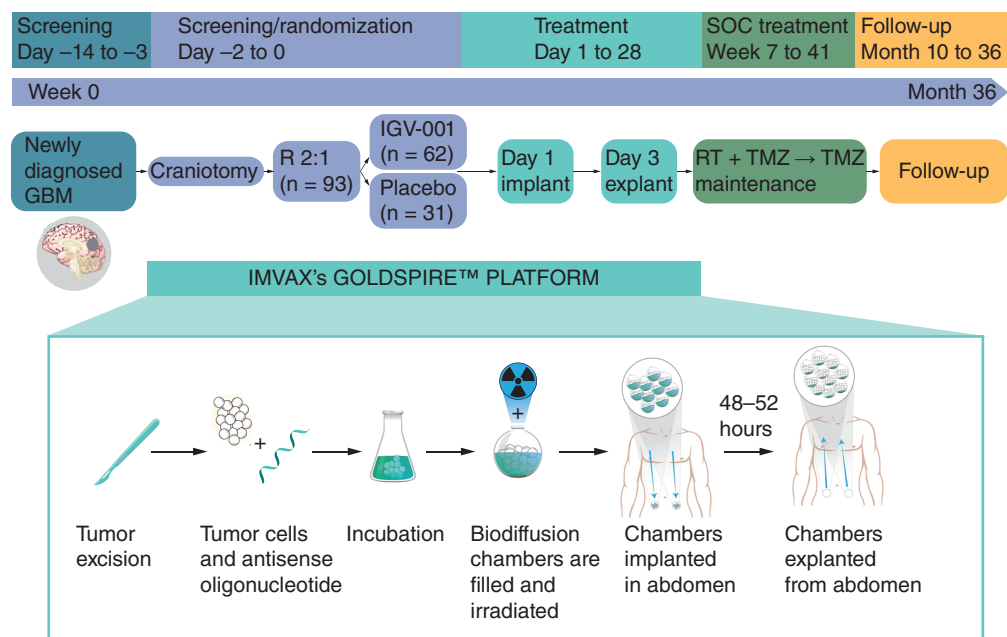 Screening
Day –14 to –3
Screening/randomization
Day –2 to 0
Treatment
Day 1 to 28
SOC treatment
Week 7 to 41
Follow-up
Month 10 to 36
Week 0
Month 36
Newly
diagnosed
GBM
Craniotomy
R 2:1
(n = 93)
IGV-001
(n = 62)
Placebo
(n = 31)
Day 1
implant
Day 3
explant
RT + TMZ → TMZ
maintenance
Follow-up
IMVAX's GOLDSPIRE™ PLATFORM
+
+
48–52
hours
Tumor
excision
Tumor cells
and antisense
oligonucleotide
Incubation
Biodiffusion
chambers are
filled and
irradiated
Chambers
implanted
in abdomen
Chambers
explanted
from abdomen